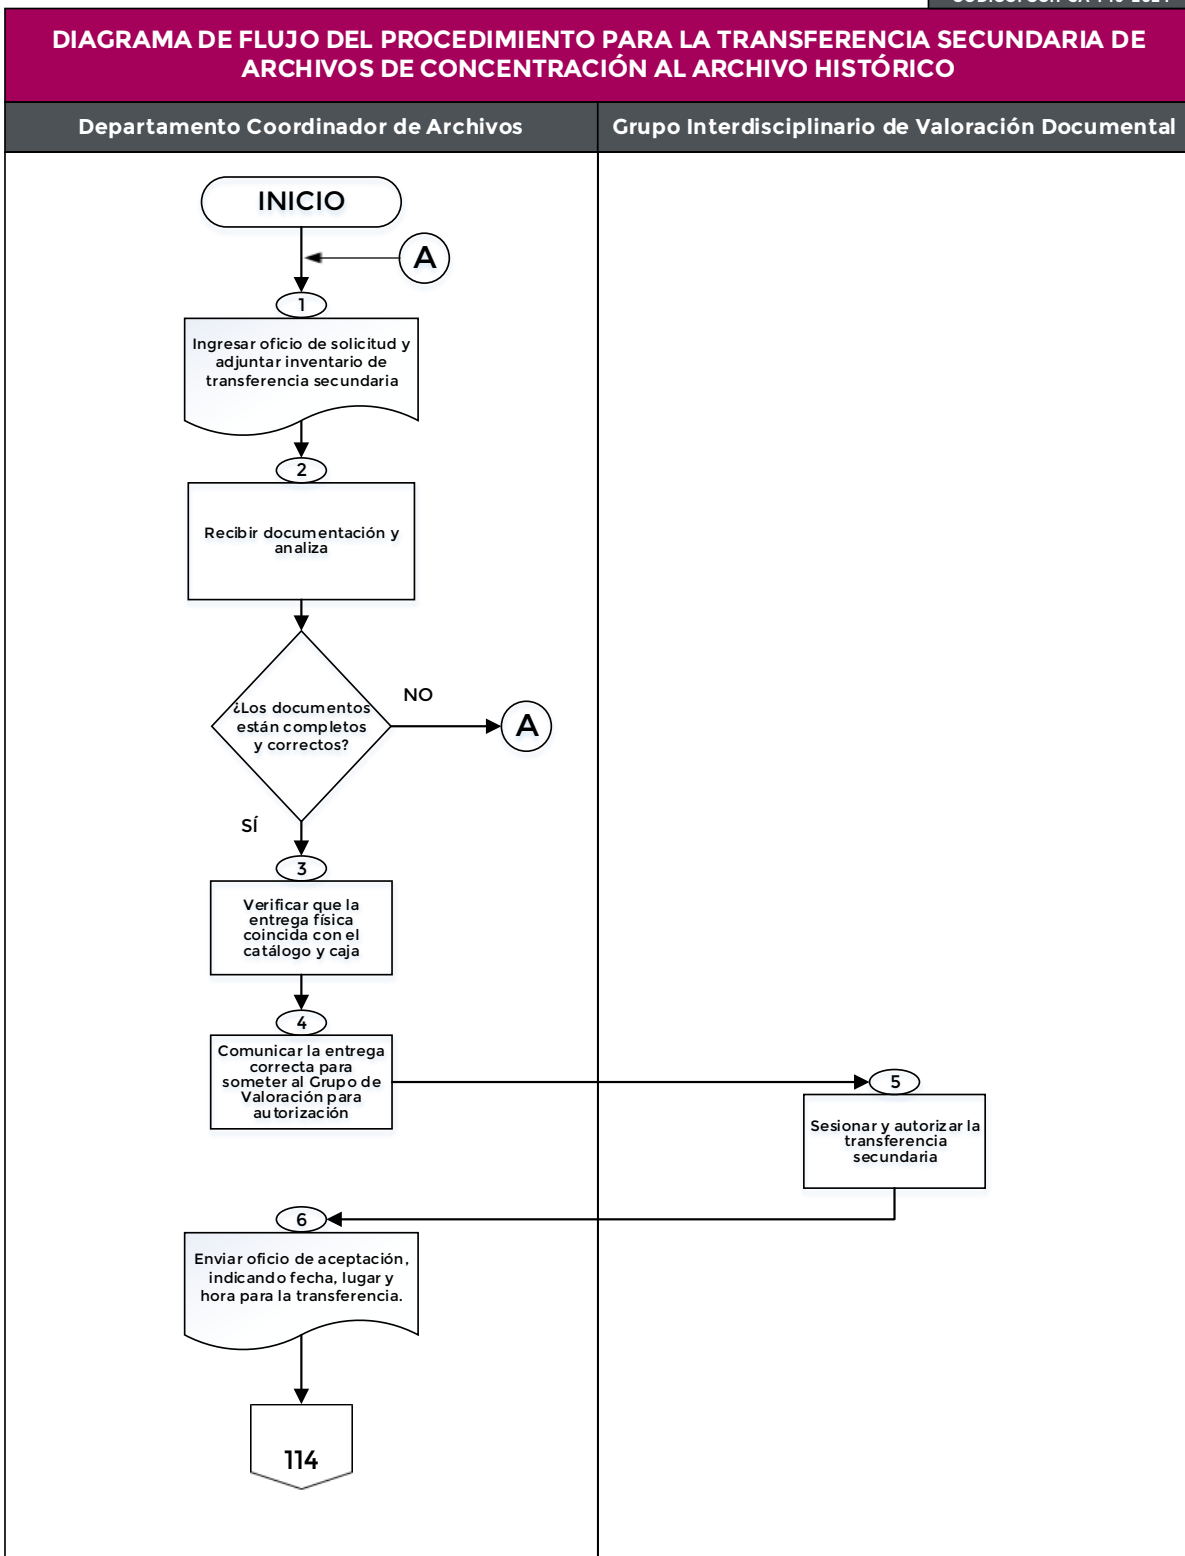 DIAGRAMA DE FLUJO DEL PROCEDIMIENTO PARA LA TRANSFERENCIA SECUNDARIA DE
ARCHIVOS DE CONCENTRACIÓN AL ARCHIVO HISTÓRICO
Departamento Coordinador de Archivos
Grupo Interdisciplinario de Valoración Documental
INICIO
A
1
Ingresar oficio de solicitud y
adjuntar inventario de
transferencia secundaria
2
Recibir documentación y
analiza
¿Los documentos
están completos
y correctos?
NO
A
SÍ
3
Verificar que la
entrega física
coincida con el
catálogo y caja
4
Comunicar la entrega
correcta para
someter al Grupo de
Valoración para
autorización
5
Sesionar y autorizar la
transferencia
secundaria
6
Enviar oficio de aceptación,
indicando fecha, lugar y
hora para la transferencia.
114